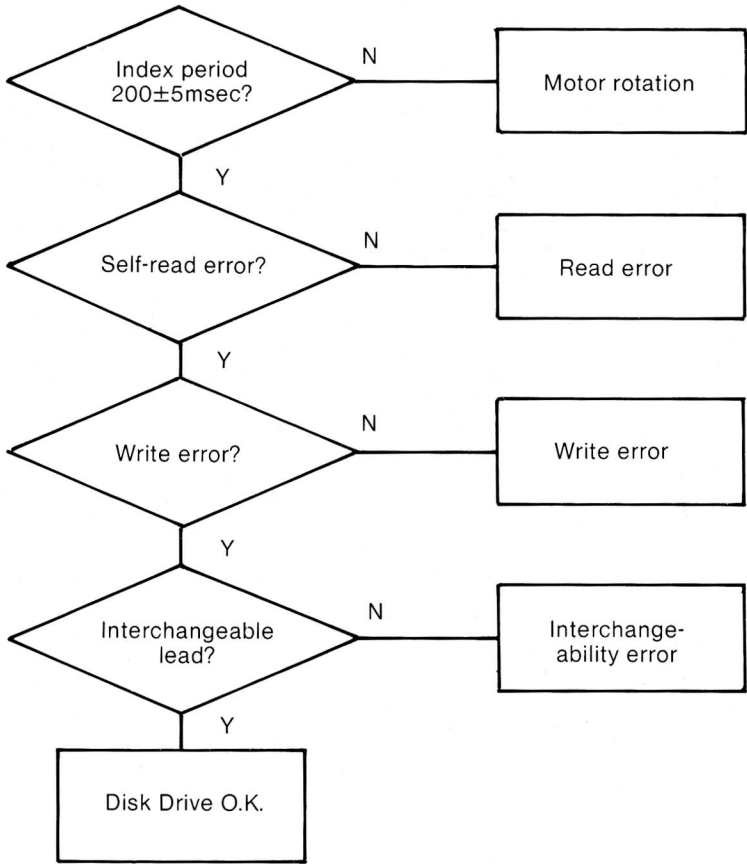 Index period
200±5msec?
N
Motor rotation
Y
Self-read error?
N
Read error
Y
Write error?
N
Write error
Y
Interchangeable
lead?
N
Interchange-
ability error
Y
Disk Drive O.K.